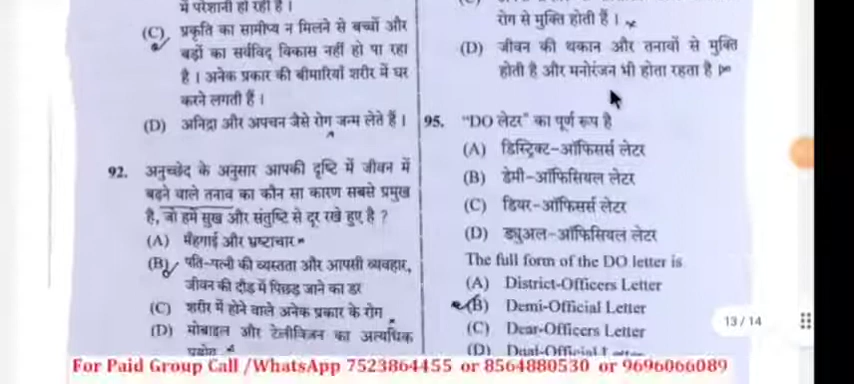 में परेशानी हो रही है ।
(C) प्रकृति का सामीप्य न मिलने से बच्चों और
बड़ों का सर्वविद् विकास नहीं हो पा रहा
है । अनेक प्रकार की बीमारियाँ शरीर में घर
करने लगती हैं ।
(D) अनिद्रा और अपचन जैसे रोग जन्म लेते हैं ।
92. अनुच्छेद के अनुसार आपकी दृष्टि में जीवन में
बढ़ने वाले तनाव का कौन सा कारण सबसे प्रमुख
है, जो हमें सुख और संतुष्टि से दूर रखे हुए है ?
(A) मँहगाई और भ्रष्टाचार
(B) पति-पत्नी की व्यस्तता और आपसी व्यवहार,
जीवन की दौड़ में पिछड़ जाने का डर
(C) शरीर में होने वाले अनेक प्रकार के रोग
(D) मोबाइल और टेलीविजन का अत्यधिक
प्रयोग
रोग से मुक्ति होती हैं ।
(D) जीवन की थकान और तनावों से मुक्ति
होती है और मनोरंजन भी होता रहता है
95. “DO लेटर” का पूर्ण रूप है
(A) डिस्ट्रिक्ट-ऑफिसर्स लेटर
(B) डेमी-ऑफिसियल लेटर
(C) डियर-ऑफिसर्स लेटर
(D) ड्युअल-ऑफिसियल लेटर
The full form of the DO letter is
(A) District-Officers Letter
(B) Demi-Official Letter
(C) Dear-Officers Letter
(D) Dual-Official
13 / 14
For Paid Group Call /WhatsApp 7523864455 or 8564880530 or 9696066089